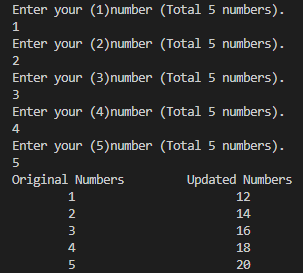 Enter your (1)number (Total 5 numbers).
1
Enter your (2)number (Total 5 numbers).
2
Enter your (3)number (Total 5 numbers).
3
Enter your (4)number (Total 5 numbers).
4
Enter your (5)number (Total 5 numbers).
5
Original Numbers Updated Numbers
1 12
2 14
3 16
4 18
5 20